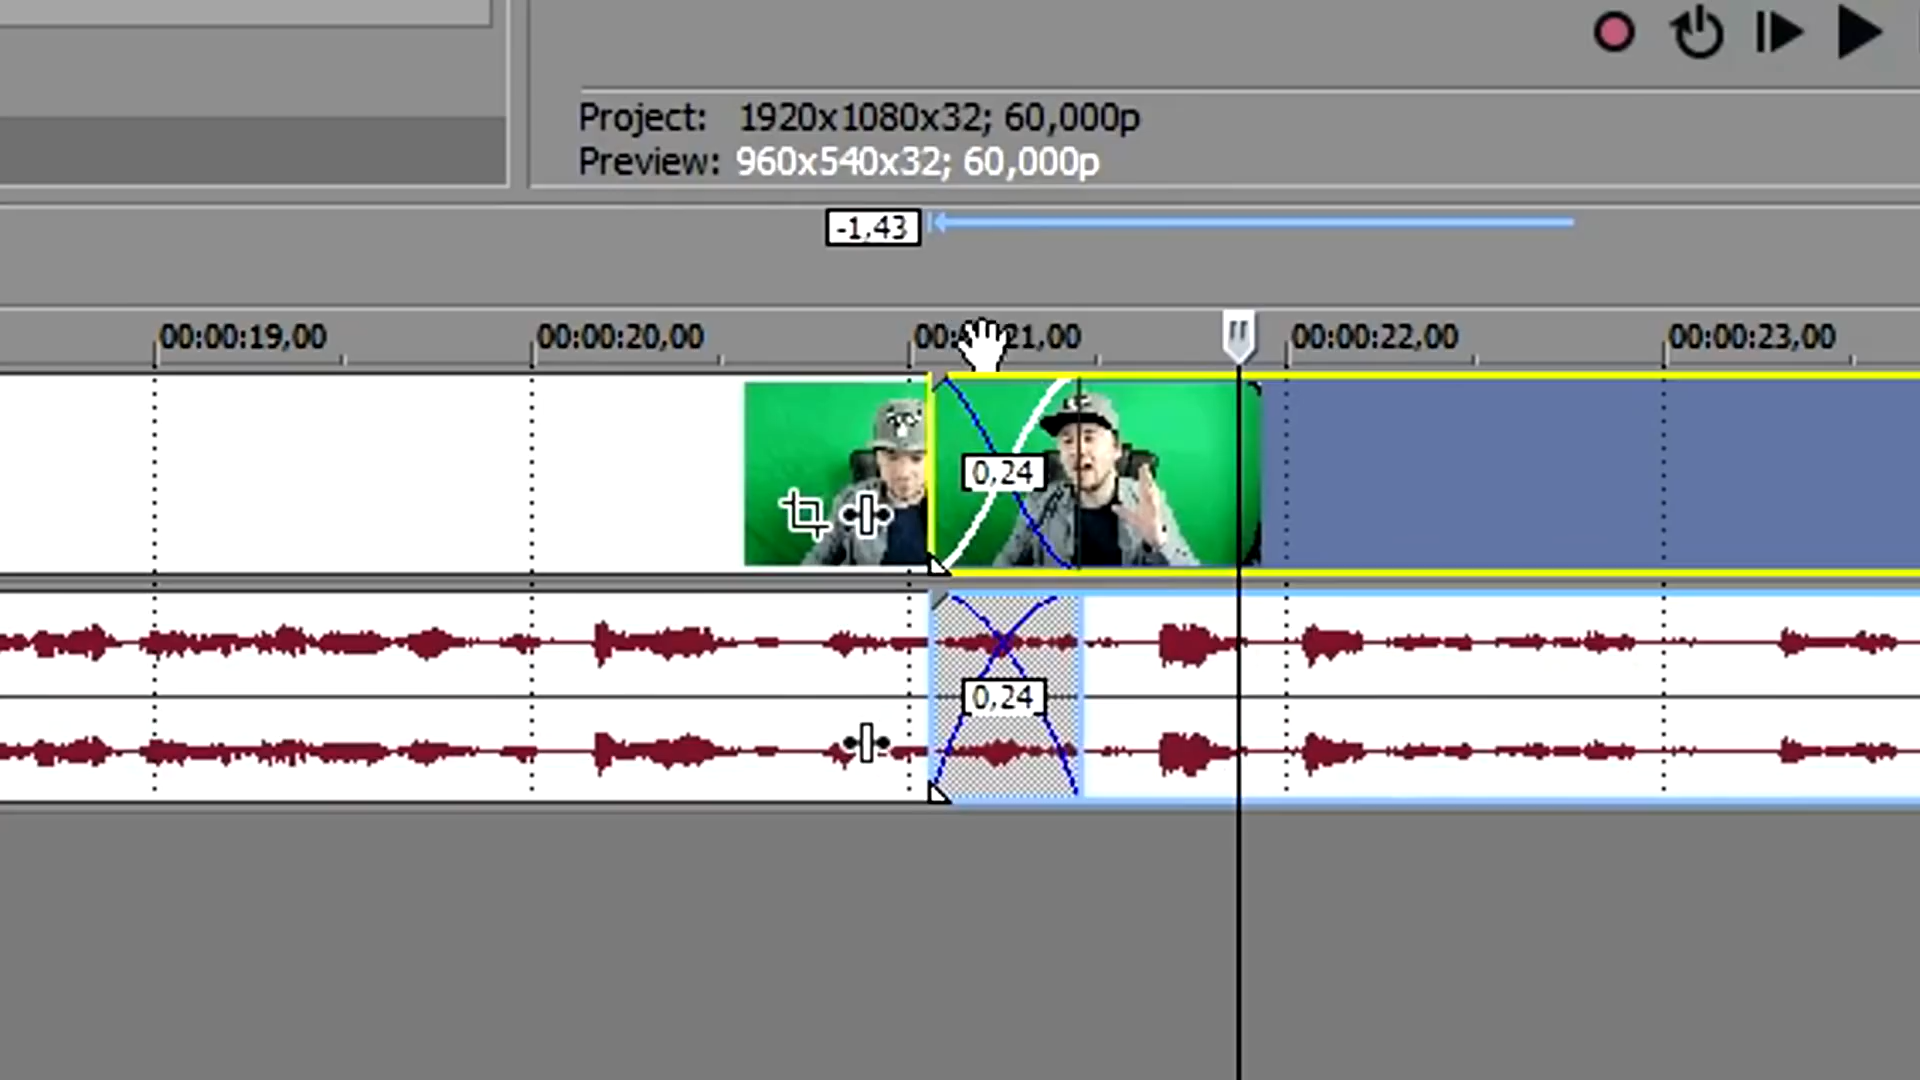 Project: 1920x1080x32; 60,000p
Preview: 960x540x32; 60,000p
-1,43
00:00:19,00 00:00:20,00 00:00:21,00 00:00:22,00 00:00:23,00
0,24
0,24